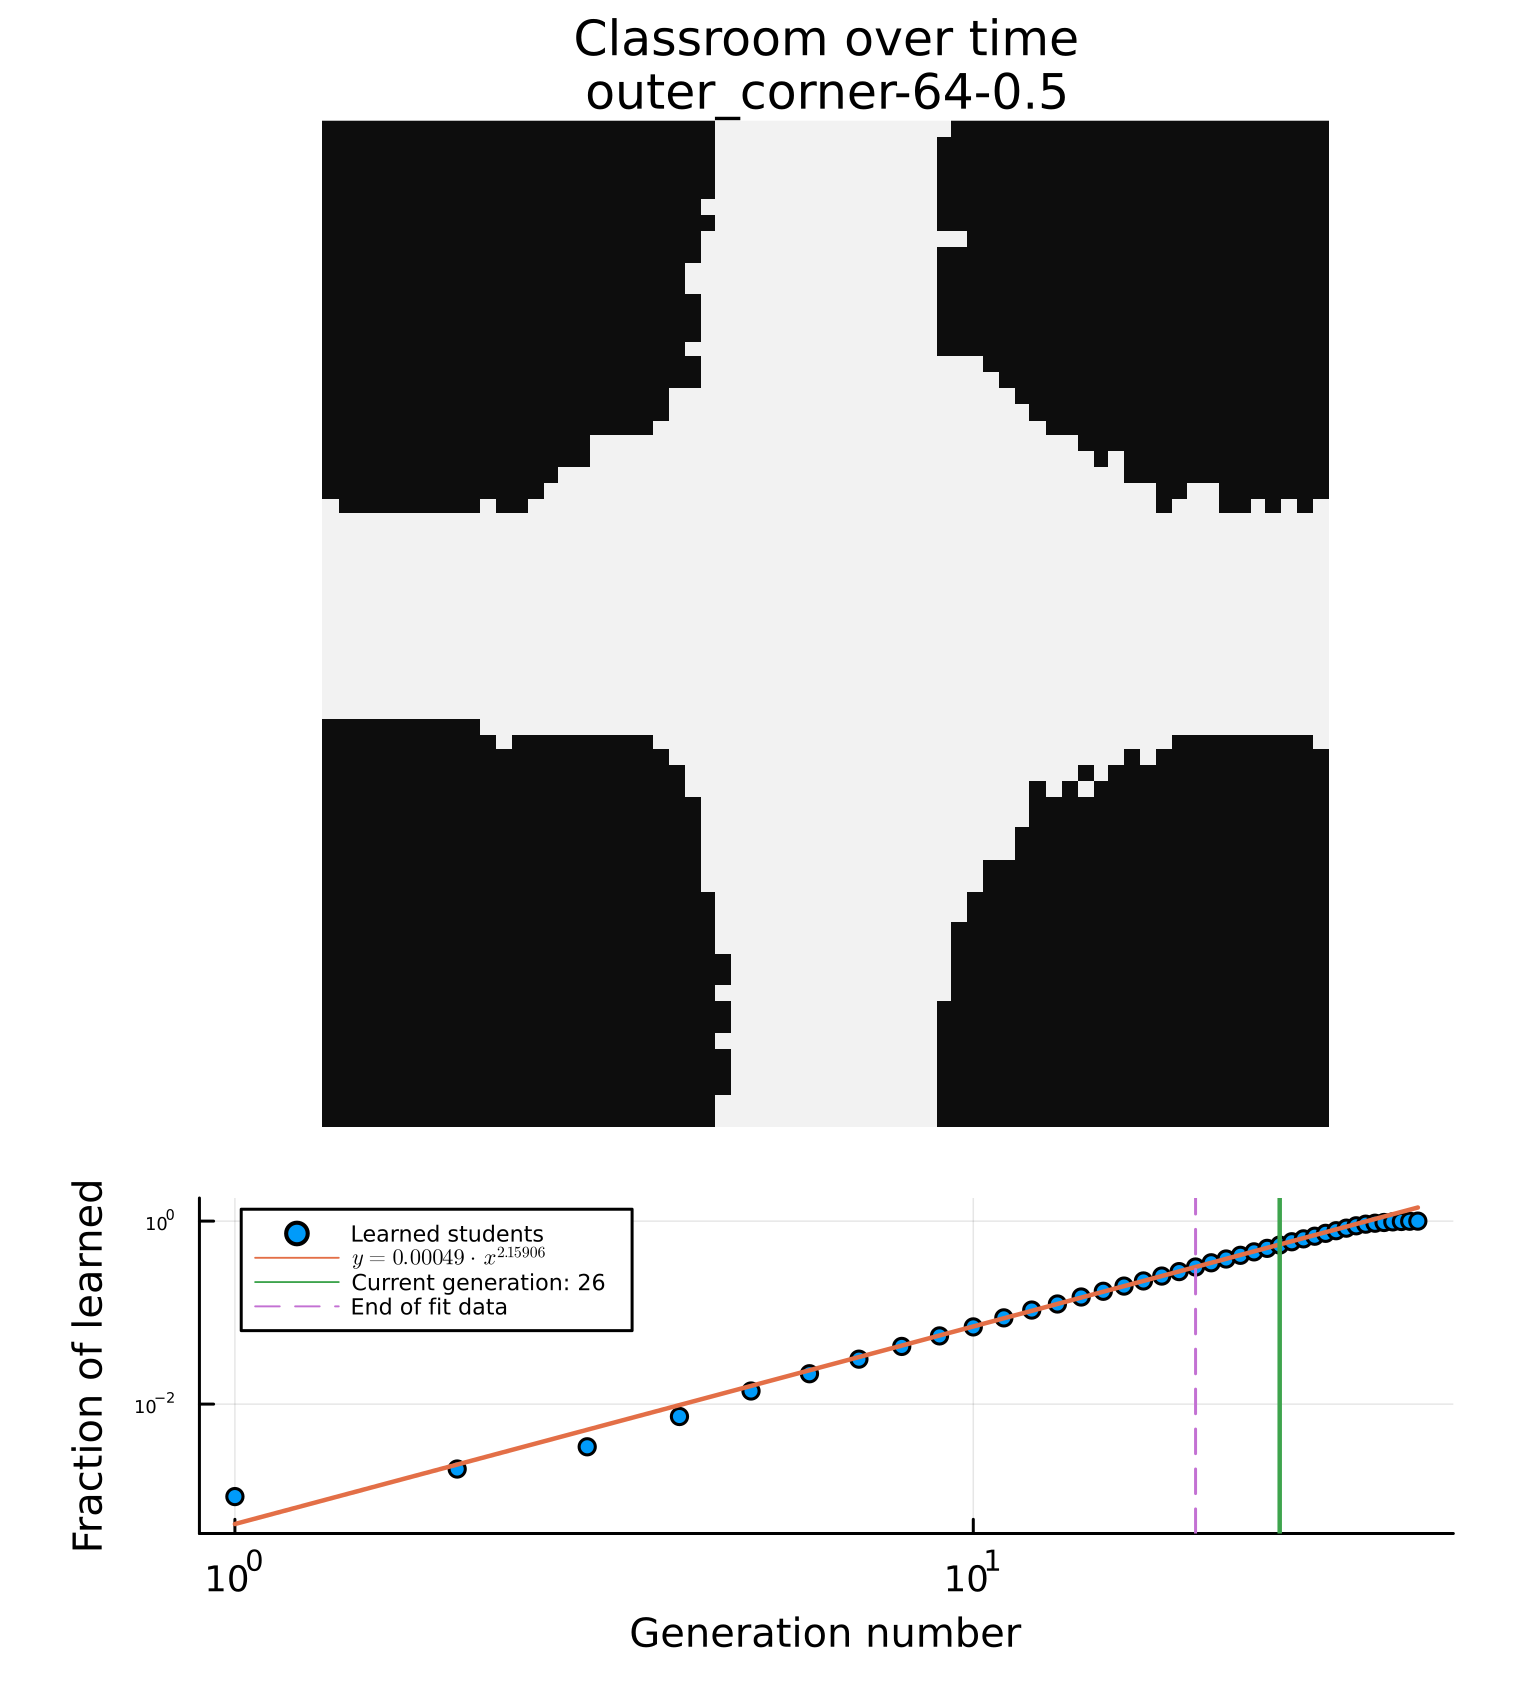 Classroom over time
outer_corner-64-0.5
Fraction of learned
10^0
10^−2
Learned students
y = 0.00049 · x^2.15906
Current generation: 26
End of fit data
10^0
10^1
Generation number